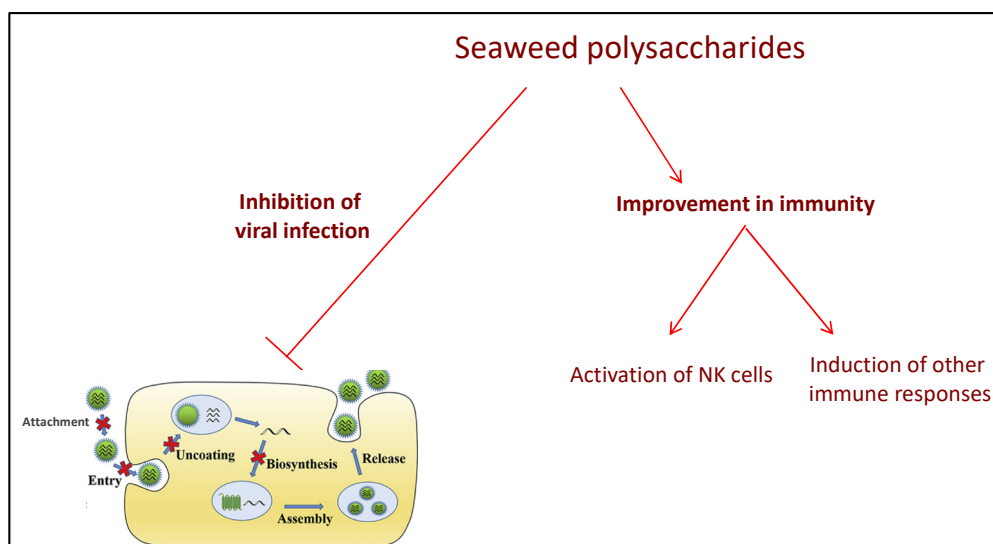 Seaweed polysaccharides
Inhibition of
viral infection
Improvement in immunity
Activation of NK cells
Induction of other
immune responses
Attachment
Entry
Uncoating
Biosynthesis
Release
Assembly